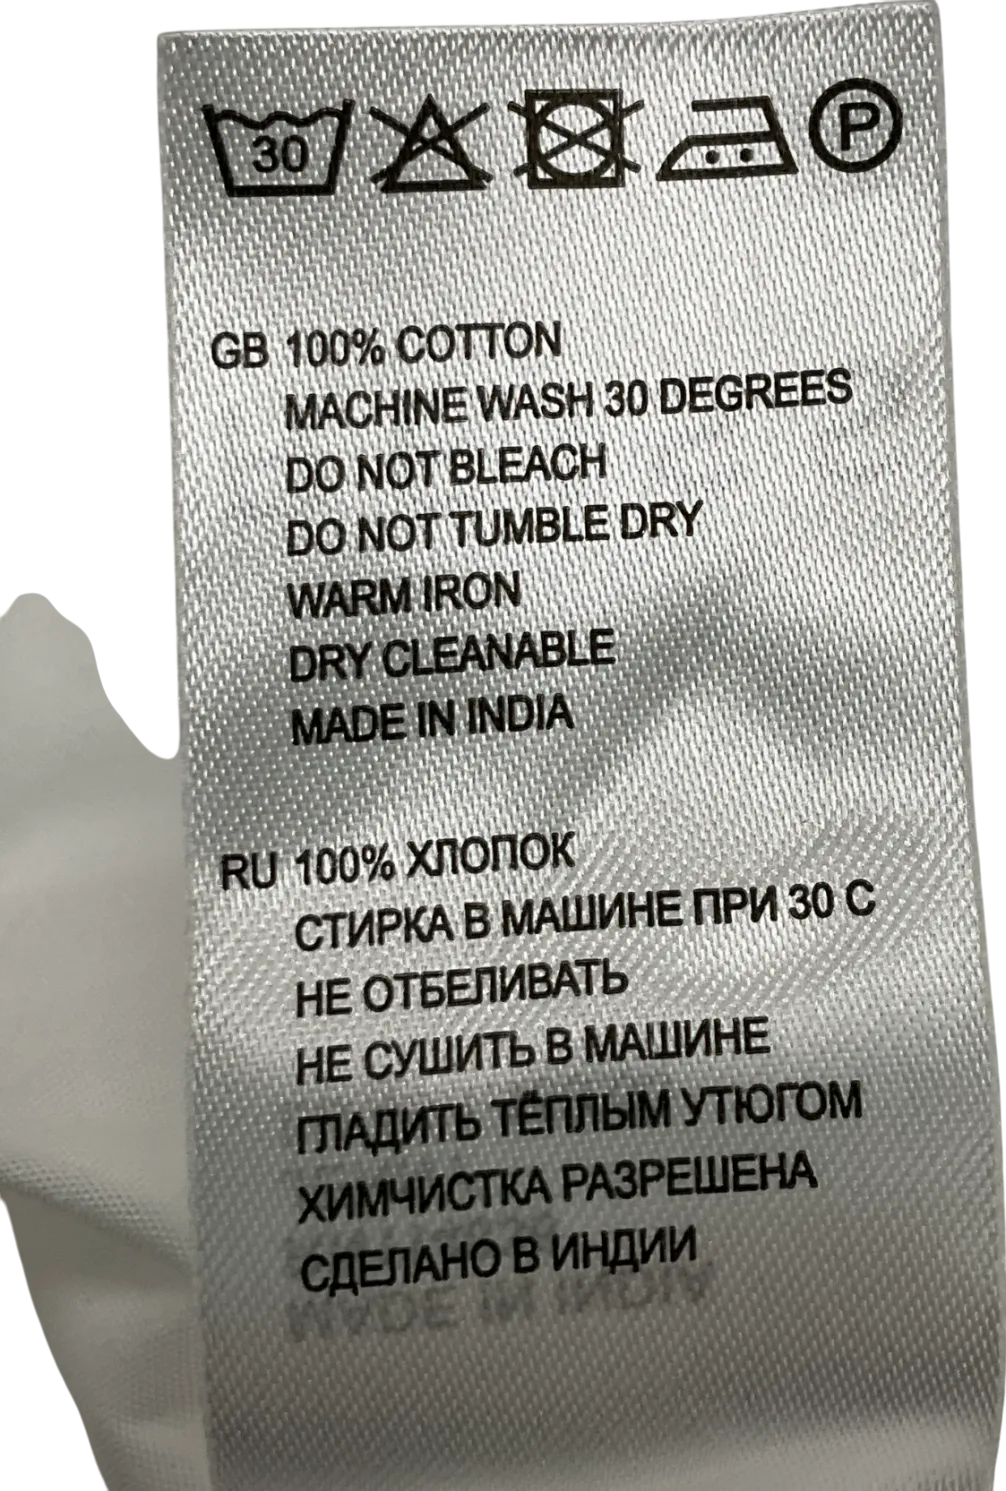 30 P
GB 100% COTTON
MACHINE WASH 30 DEGREES
DO NOT BLEACH
DO NOT TUMBLE DRY
WARM IRON
DRY CLEANABLE
MADE IN INDIA
RU 100% ХЛОПОК
СТИРКА В МАШИНЕ ПРИ 30 С
НЕ ОТБЕЛИВАТЬ
НЕ СУШИТЬ В МАШИНЕ
ГЛАДИТЬ ТЁПЛЫМ УТЮГОМ
ХИМЧИСТКА РАЗРЕШЕНА
СДЕЛАНО В ИНДИИ